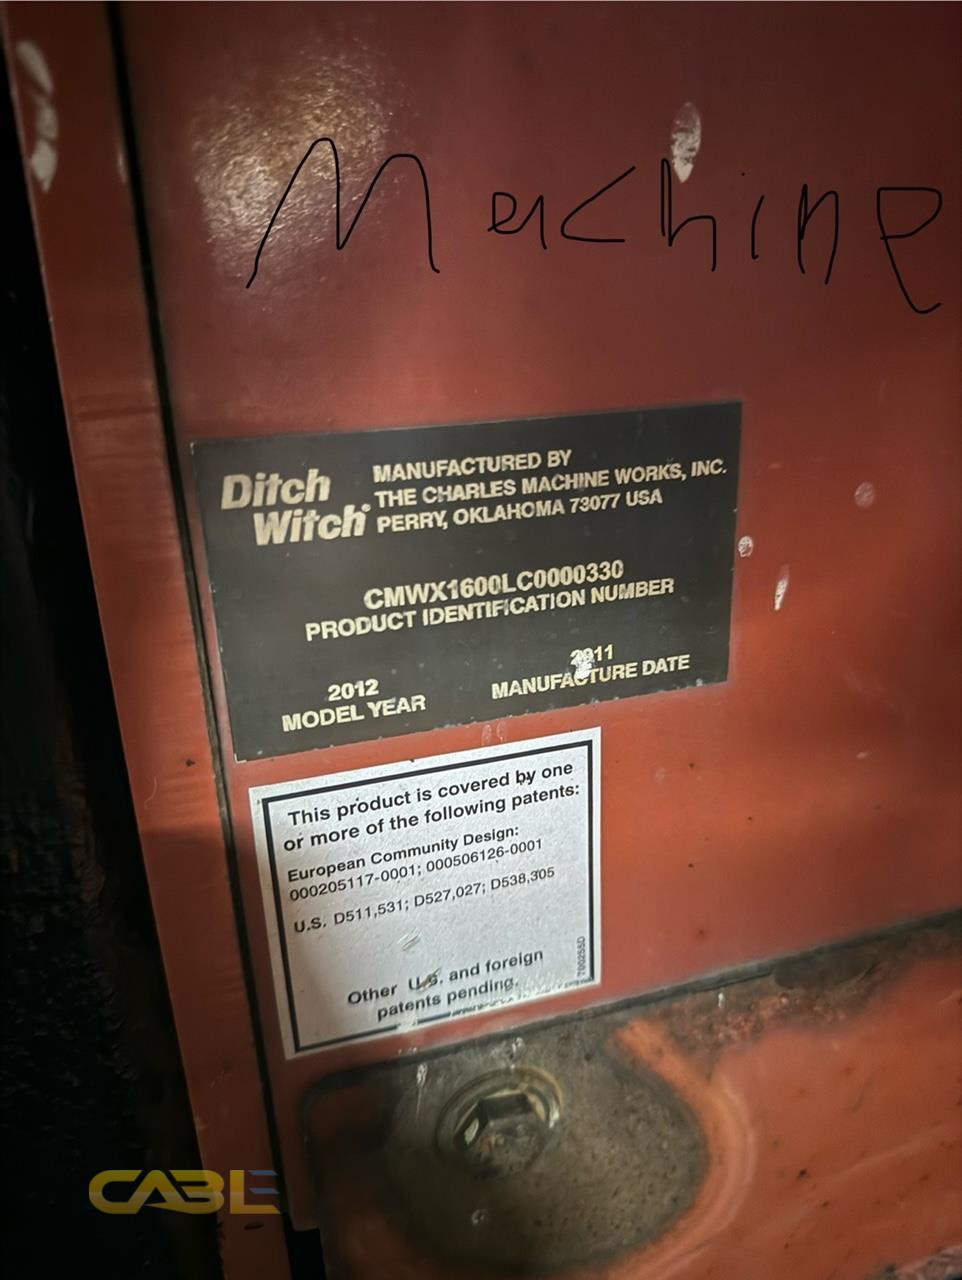 Machine
Ditch Witch®
MANUFACTURED BY
THE CHARLES MACHINE WORKS, INC.
PERRY, OKLAHOMA 73077 USA
CMWX1600LC0000330
PRODUCT IDENTIFICATION NUMBER
2012
MODEL YEAR
2011
MANUFACTURE DATE
This product is covered by one
or more of the following patents:
European Community Design:
000205117-0001; 000506126-0001
U.S. D511,531; D527,027; D538,305
Other U.S. and foreign
patents pending.
700255D
CABLE